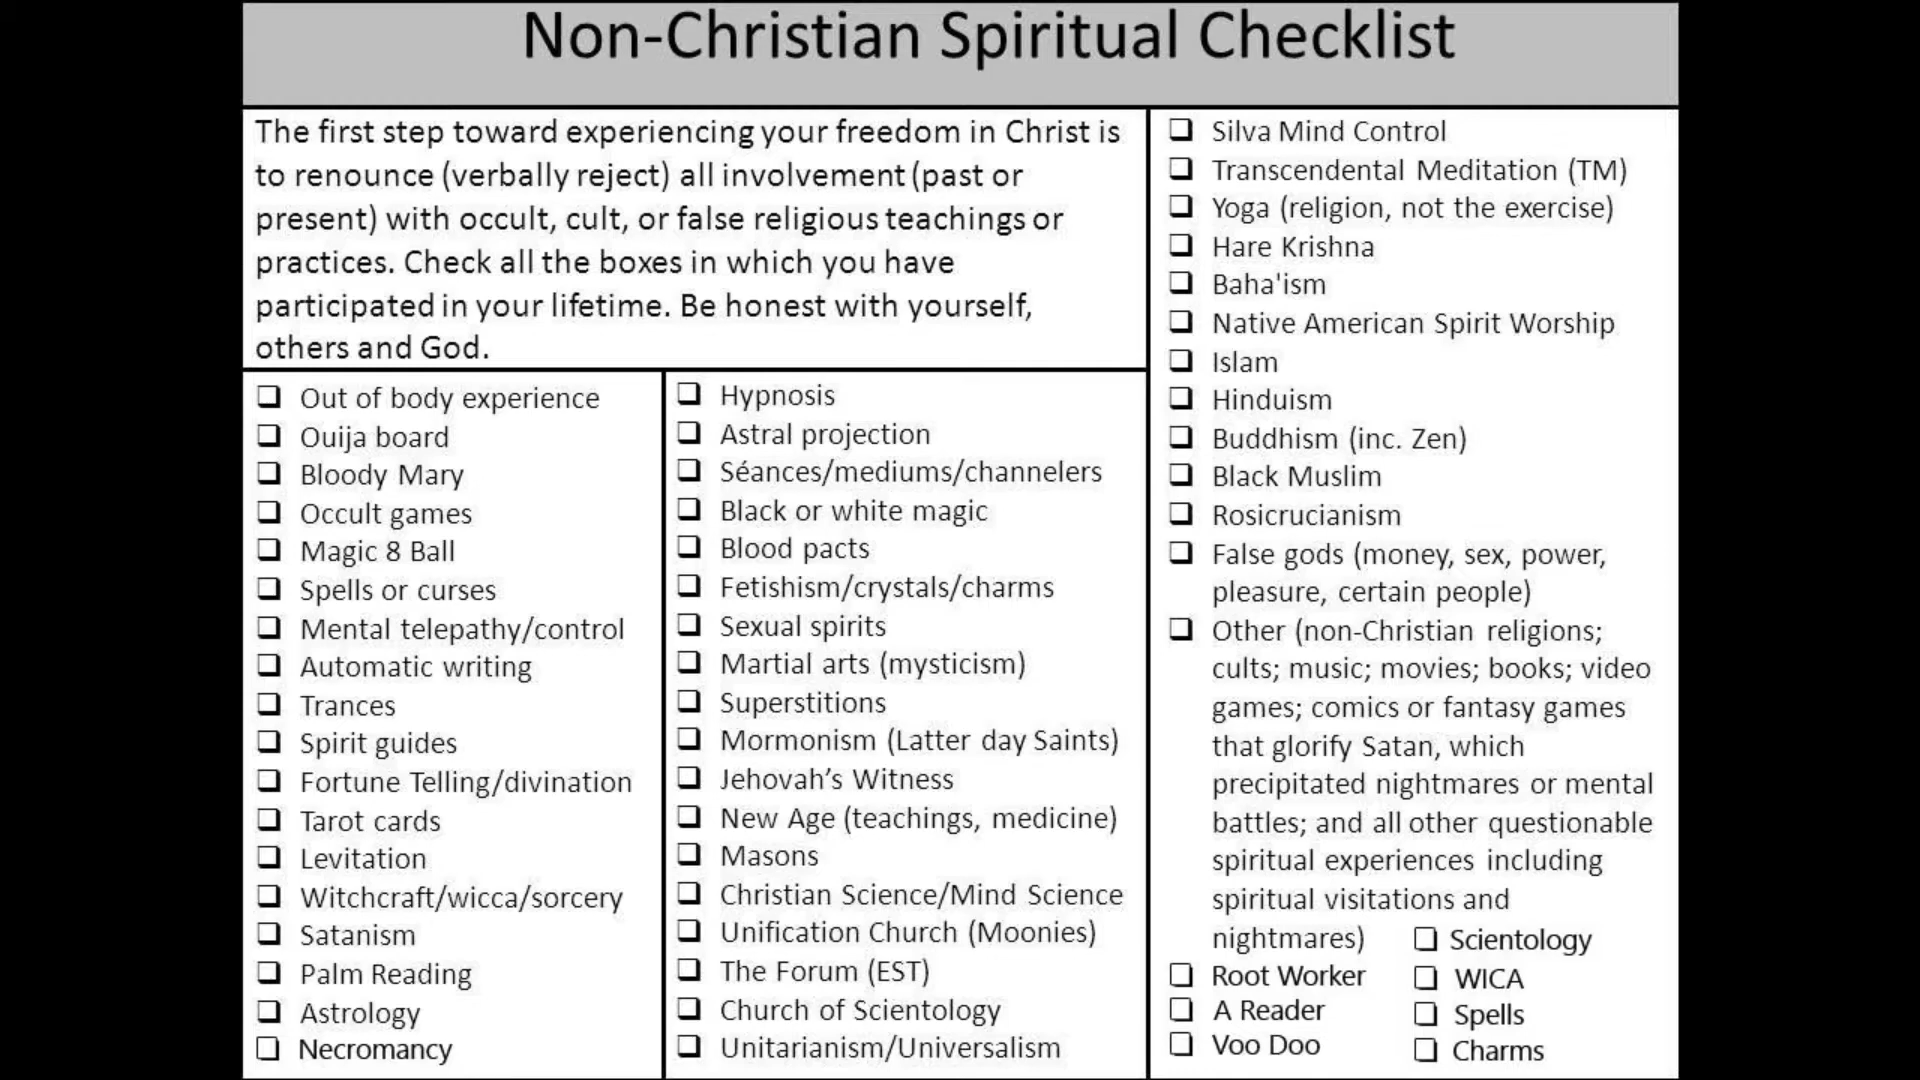 Non-Christian Spiritual Checklist
The first step toward experiencing your freedom in Christ is
to renounce (verbally reject) all involvement (past or
present) with occult, cult, or false religious teachings or
practices. Check all the boxes in which you have
participated in your lifetime. Be honest with yourself,
others and God.
❑ Out of body experience
❑ Ouija board
❑ Bloody Mary
❑ Occult games
❑ Magic 8 Ball
❑ Spells or curses
❑ Mental telepathy/control
❑ Automatic writing
❑ Trances
❑ Spirit guides
❑ Fortune Telling/divination
❑ Tarot cards
❑ Levitation
❑ Witchcraft/wicca/sorcery
❑ Satanism
❑ Palm Reading
❑ Astrology
❑ Necromancy
❑ Hypnosis
❑ Astral projection
❑ Séances/mediums/channelers
❑ Black or white magic
❑ Blood pacts
❑ Fetishism/crystals/charms
❑ Sexual spirits
❑ Martial arts (mysticism)
❑ Superstitions
❑ Mormonism (Latter day Saints)
❑ Jehovah’s Witness
❑ New Age (teachings, medicine)
❑ Masons
❑ Christian Science/Mind Science
❑ Unification Church (Moonies)
❑ The Forum (EST)
❑ Church of Scientology
❑ Unitarianism/Universalism
❑ Silva Mind Control
❑ Transcendental Meditation (TM)
❑ Yoga (religion, not the exercise)
❑ Hare Krishna
❑ Baha'ism
❑ Native American Spirit Worship
❑ Islam
❑ Hinduism
❑ Buddhism (inc. Zen)
❑ Black Muslim
❑ Rosicrucianism
❑ False gods (money, sex, power,
pleasure, certain people)
❑ Other (non-Christian religions;
cults; music; movies; books; video
games; comics or fantasy games
that glorify Satan, which
precipitated nightmares or mental
battles; and all other questionable
spiritual experiences including
spiritual visitations and
nightmares)
❑ Root Worker
❑ A Reader
❑ Voo Doo
❑ Scientology
❑ WICA
❑ Spells
❑ Charms